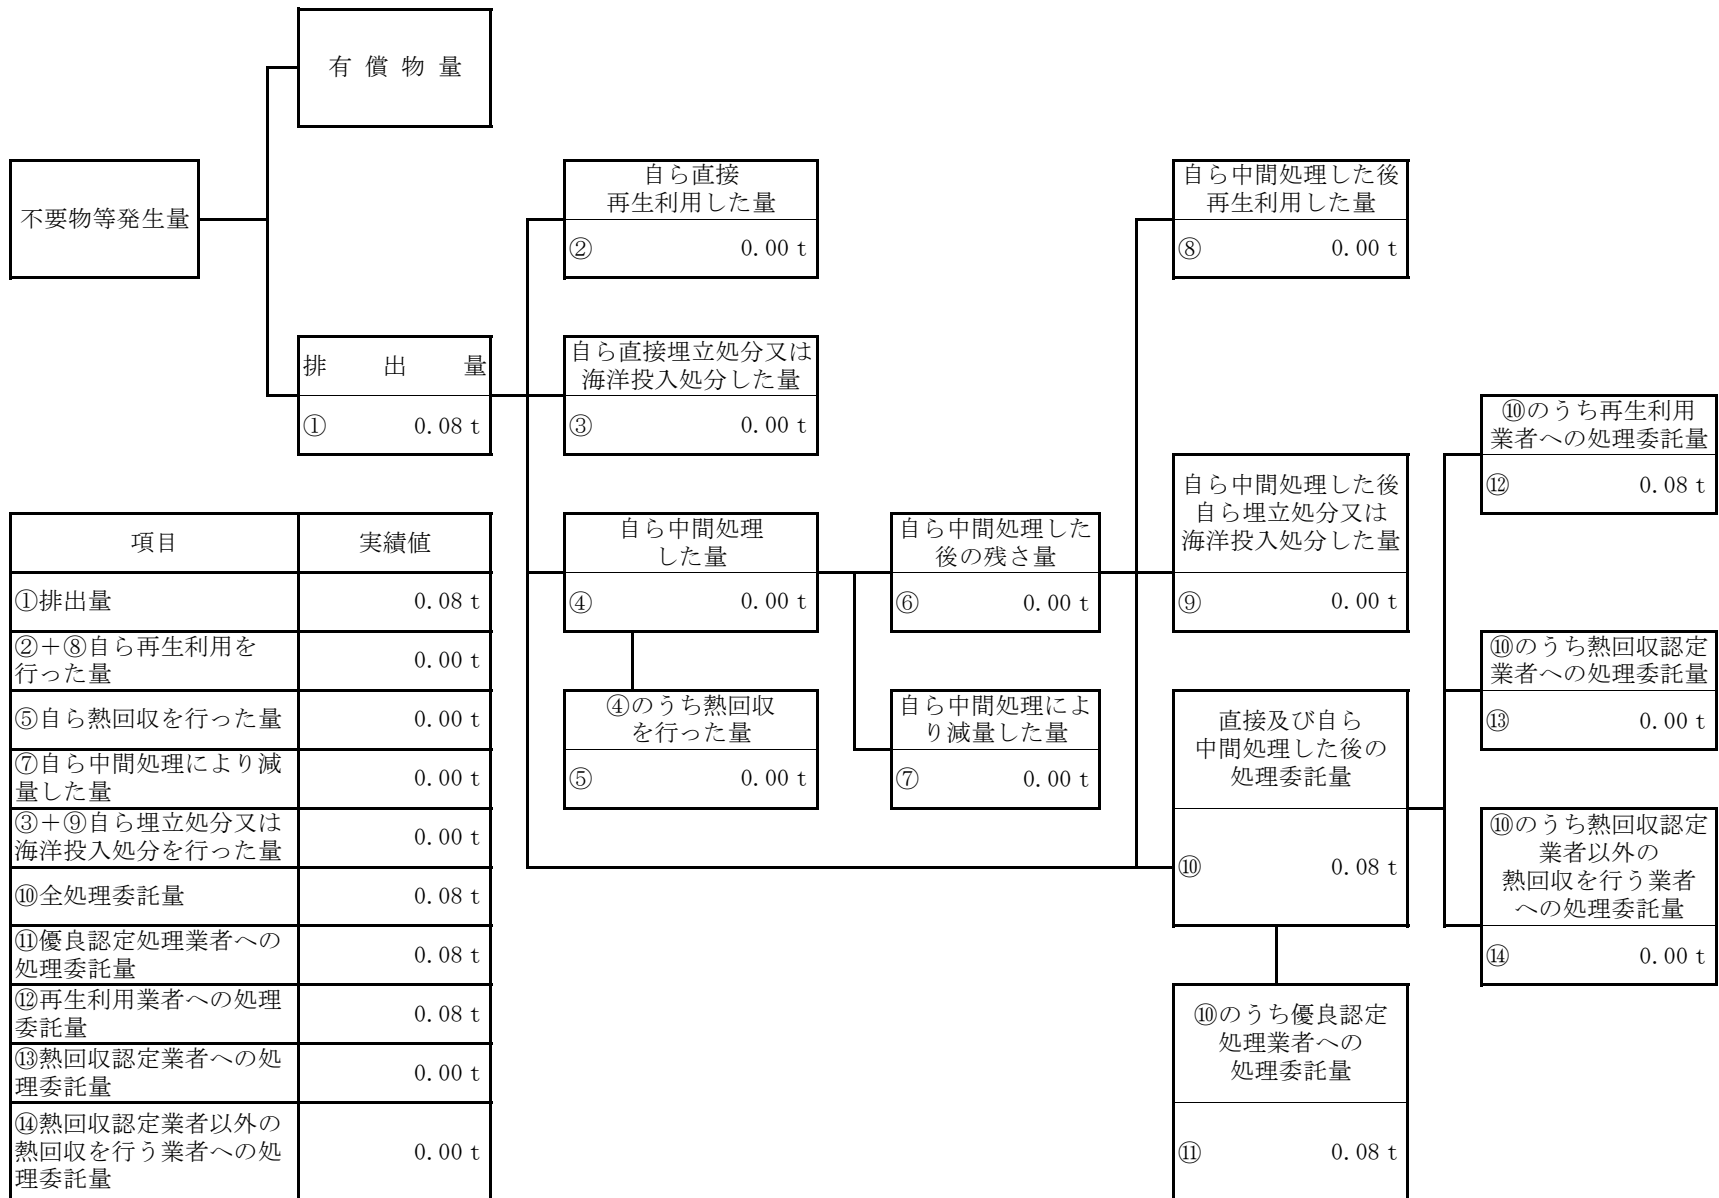 有 償 物 量
不要物等発生量
自ら直接
再生利用した量
② 0.00 t
自ら中間処理した後
再生利用した量
⑧ 0.00 t
排 出 量
① 0.08 t
自ら直接埋立処分又は
海洋投入処分した量
③ 0.00 t
⑩のうち再生利用
業者への処理委託量
⑫ 0.08 t
自ら中間処理した後
自ら埋立処分又は
海洋投入処分した量
⑨ 0.00 t
自ら中間処理
した量
④ 0.00 t
自ら中間処理した
後の残さ量
⑥ 0.00 t
④のうち熱回収
を行った量
⑤ 0.00 t
自ら中間処理によ
り減量した量
⑦ 0.00 t
直接及び自ら
中間処理した後の
処理委託量
⑩ 0.08 t
⑩のうち熱回収認定
業者への処理委託量
⑬ 0.00 t
⑩のうち熱回収認定
業者以外の
熱回収を行う業者
への処理委託量
⑭ 0.00 t
⑩のうち優良認定
処理業者への
処理委託量
⑪ 0.08 t
項目 実績値
①排出量 0.08 t
②+⑧自ら再生利用を
行った量 0.00 t
⑤自ら熱回収を行った量 0.00 t
⑦自ら中間処理により減
量した量 0.00 t
③+⑨自ら埋立処分又は
海洋投入処分を行った量 0.00 t
⑩全処理委託量 0.08 t
⑪優良認定処理業者への
処理委託量 0.08 t
⑫再生利用業者への処理
委託量 0.08 t
⑬熱回収認定業者への処
理委託量 0.00 t
⑭熱回収認定業者以外の
熱回収を行う業者への処 0.00 t
理委託量